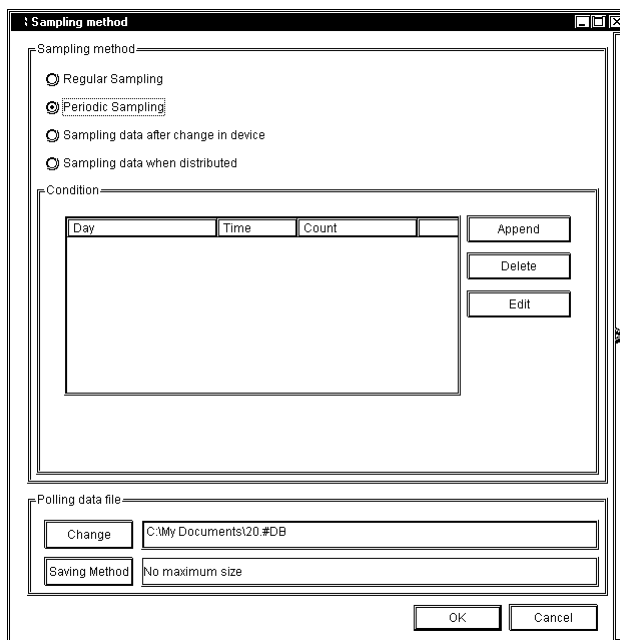 Sampling method
Sampling method
Regular Sampling
Periodic Sampling
Sampling data after change in device
Sampling data when distributed
Condition
Day Time Count
Append
Delete
Edit
Polling data file
Change C:\My Documents\20.#DB
Saving Method No maximum size
OK Cancel